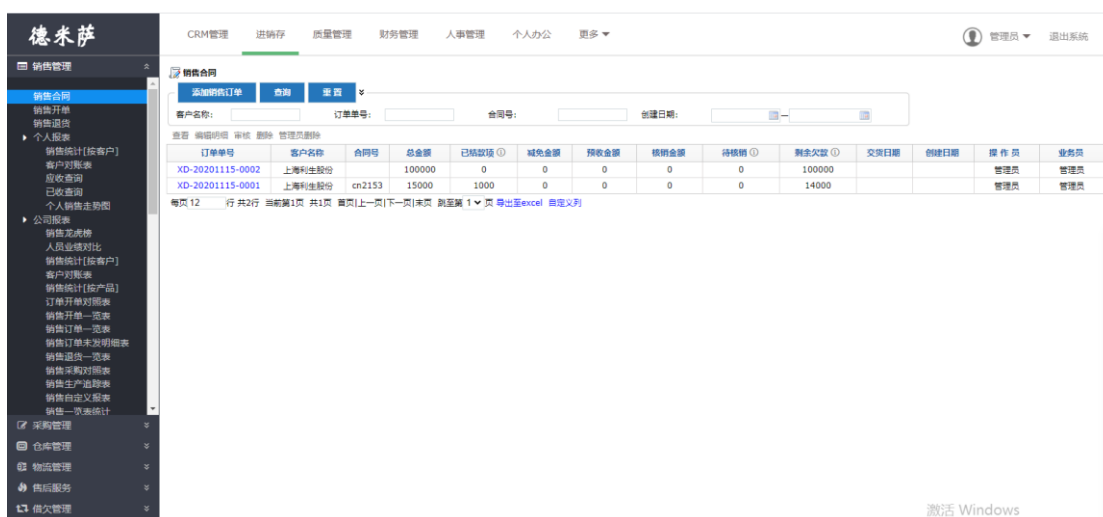 德米萨
CRM管理 进销存 质量管理 财务管理 人事管理 个人办公 更多 管理员 退出系统
销售管理
销售合同
销售开单
销售退货
个人报表
销售统计[按客户]
客户对账表
应收查询
已收查询
个人销售走势图
公司报表
销售龙虎榜
人员业绩对比
销售统计[按客户]
客户对账表
销售统计[按产品]
订单开单对照表
销售开单一览表
销售订单一览表
销售订单未发明细表
销售退货一览表
销售采购对照表
销售生产追踪表
销售自定义报表
销售一览表统计
采购管理
仓库管理
物流管理
售后服务
借欠管理
销售合同
添加销售订单 查询 重置
客户名称: 订单单号: 合同号: 创建日期: —
查看 编辑明细 审核 删除 管理员删除
订单单号 客户名称 合同号 总金额 已结款项 减免金额 预收金额 核销金额 待核销 剩余欠款 交货日期 创建日期 操作员 业务员
XD-20201115-0002 上海利生股份 100000 0 0 0 0 0 100000 管理员 管理员
XD-20201115-0001 上海利生股份 cn2153 15000 1000 0 0 0 0 14000 管理员 管理员
每页 12 行 共2行 当前第1页 共1页 首页|上一页|下一页|末页 跳至第 1 页 导出至excel 自定义列
激活 Windows